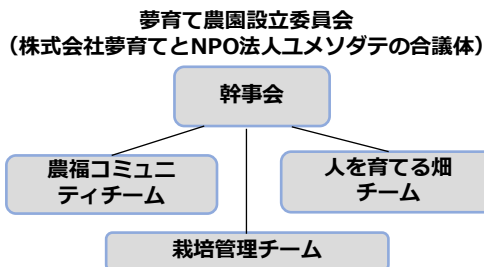 夢育て農園設立委員会
（株式会社夢育てとNPO法人ユメソダテの合議体）
幹事会
農福コミュニ
ティチーム
人を育てる畑
チーム
栽培管理チーム